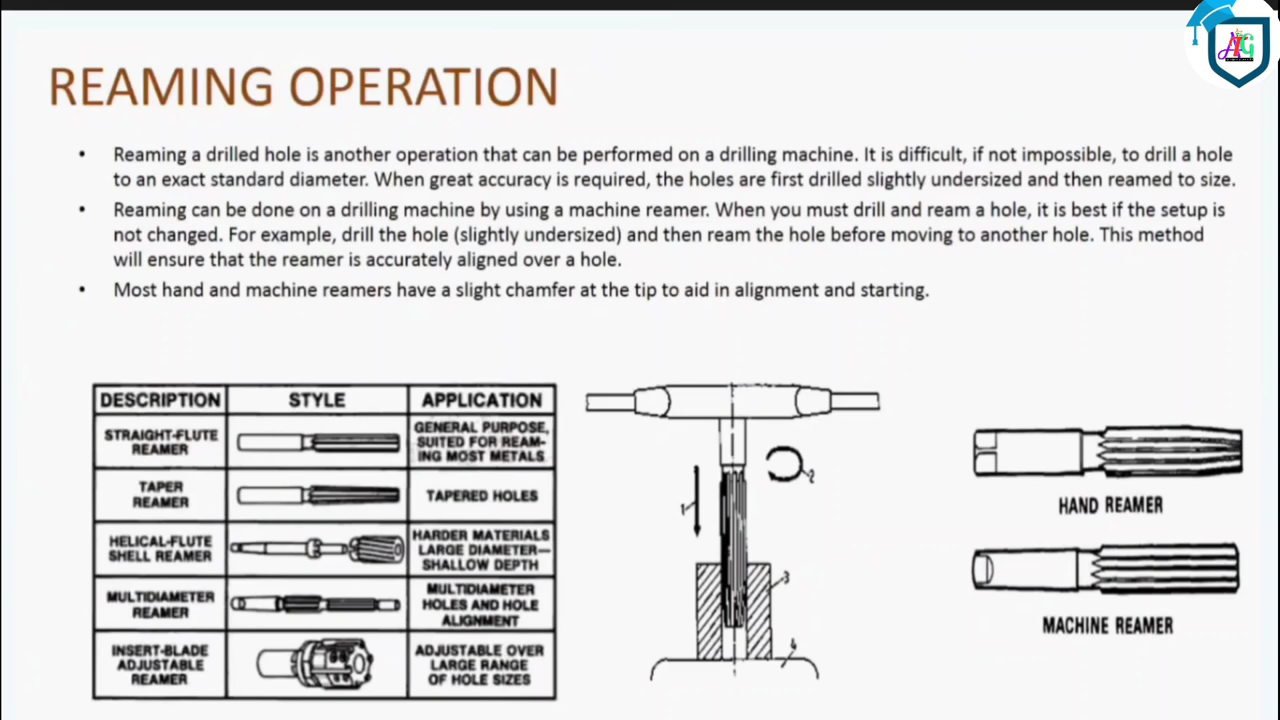 REAMING OPERATION
• Reaming a drilled hole is another operation that can be performed on a drilling machine. It is difficult, if not impossible, to drill a hole
to an exact standard diameter. When great accuracy is required, the holes are first drilled slightly undersized and then reamed to size.
• Reaming can be done on a drilling machine by using a machine reamer. When you must drill and ream a hole, it is best if the setup is
not changed. For example, drill the hole (slightly undersized) and then ream the hole before moving to another hole. This method
will ensure that the reamer is accurately aligned over a hole.
• Most hand and machine reamers have a slight chamfer at the tip to aid in alignment and starting.
DESCRIPTION STYLE APPLICATION
STRAIGHT-FLUTE
REAMER
GENERAL PURPOSE,
SUITED FOR REAM-
ING MOST METALS
TAPER
REAMER
TAPERED HOLES
HELICAL-FLUTE
SHELL REAMER
HARDER MATERIALS
LARGE DIAMETER—
SHALLOW DEPTH
MULTIDIAMETER
REAMER
MULTIDIAMETER
HOLES AND HOLE
ALIGNMENT
INSERT-BLADE
ADJUSTABLE
REAMER
ADJUSTABLE OVER
LARGE RANGE
OF HOLE SIZES
1
2
3
4
HAND REAMER
MACHINE REAMER